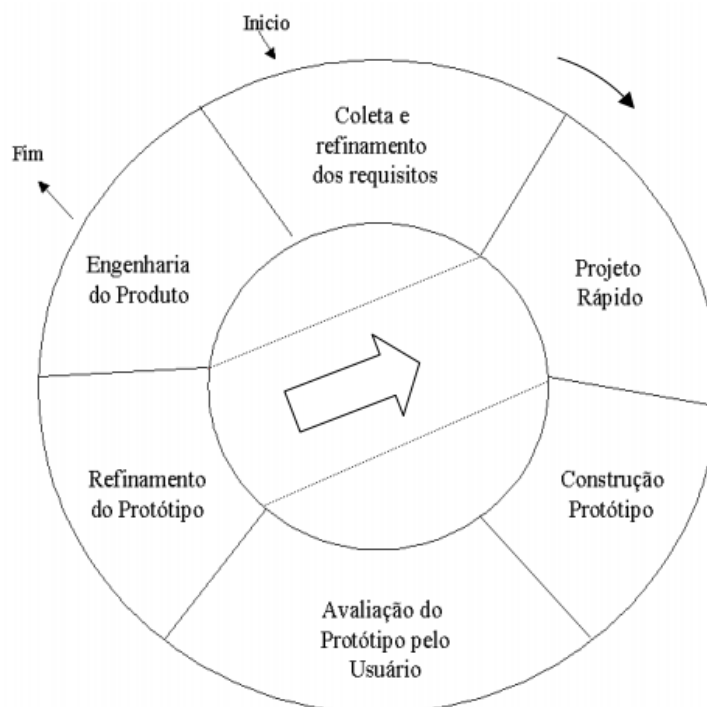 Inicio
Coleta e
refinamento
dos requisitos
Projeto
Rápido
Construção
Protótipo
Avaliação do
Protótipo pelo
Usuário
Refinamento
do Protótipo
Engenharia
do Produto
Fim